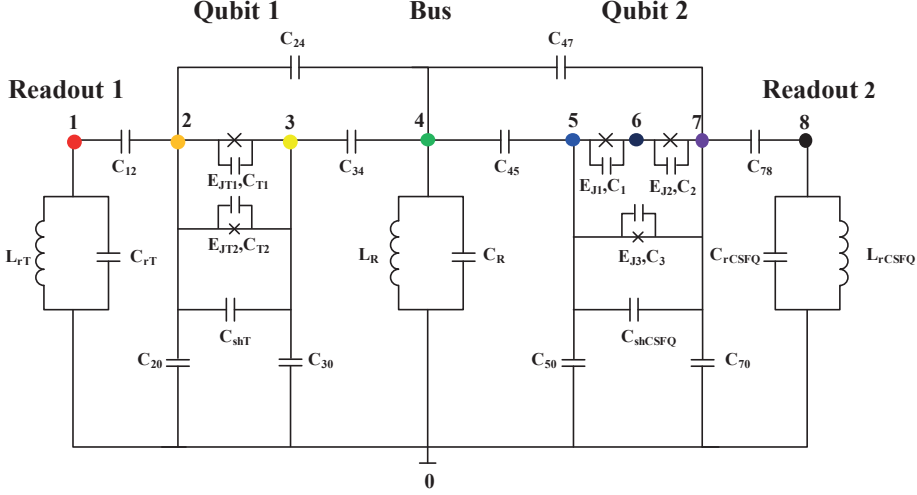 Qubit 1 Bus Qubit 2
C24 C47
Readout 1 Readout 2
1 2 3 4 5 6 7 8
C12 C34 C45 C78
EJT1,CT1 EJ1,C1 EJ2,C2
EJT2,CT2 EJ3,C3
LrT CrT LR CR CrCSFQ LrCSFQ
CshT CshCSFQ
C20 C30 C50 C70
0